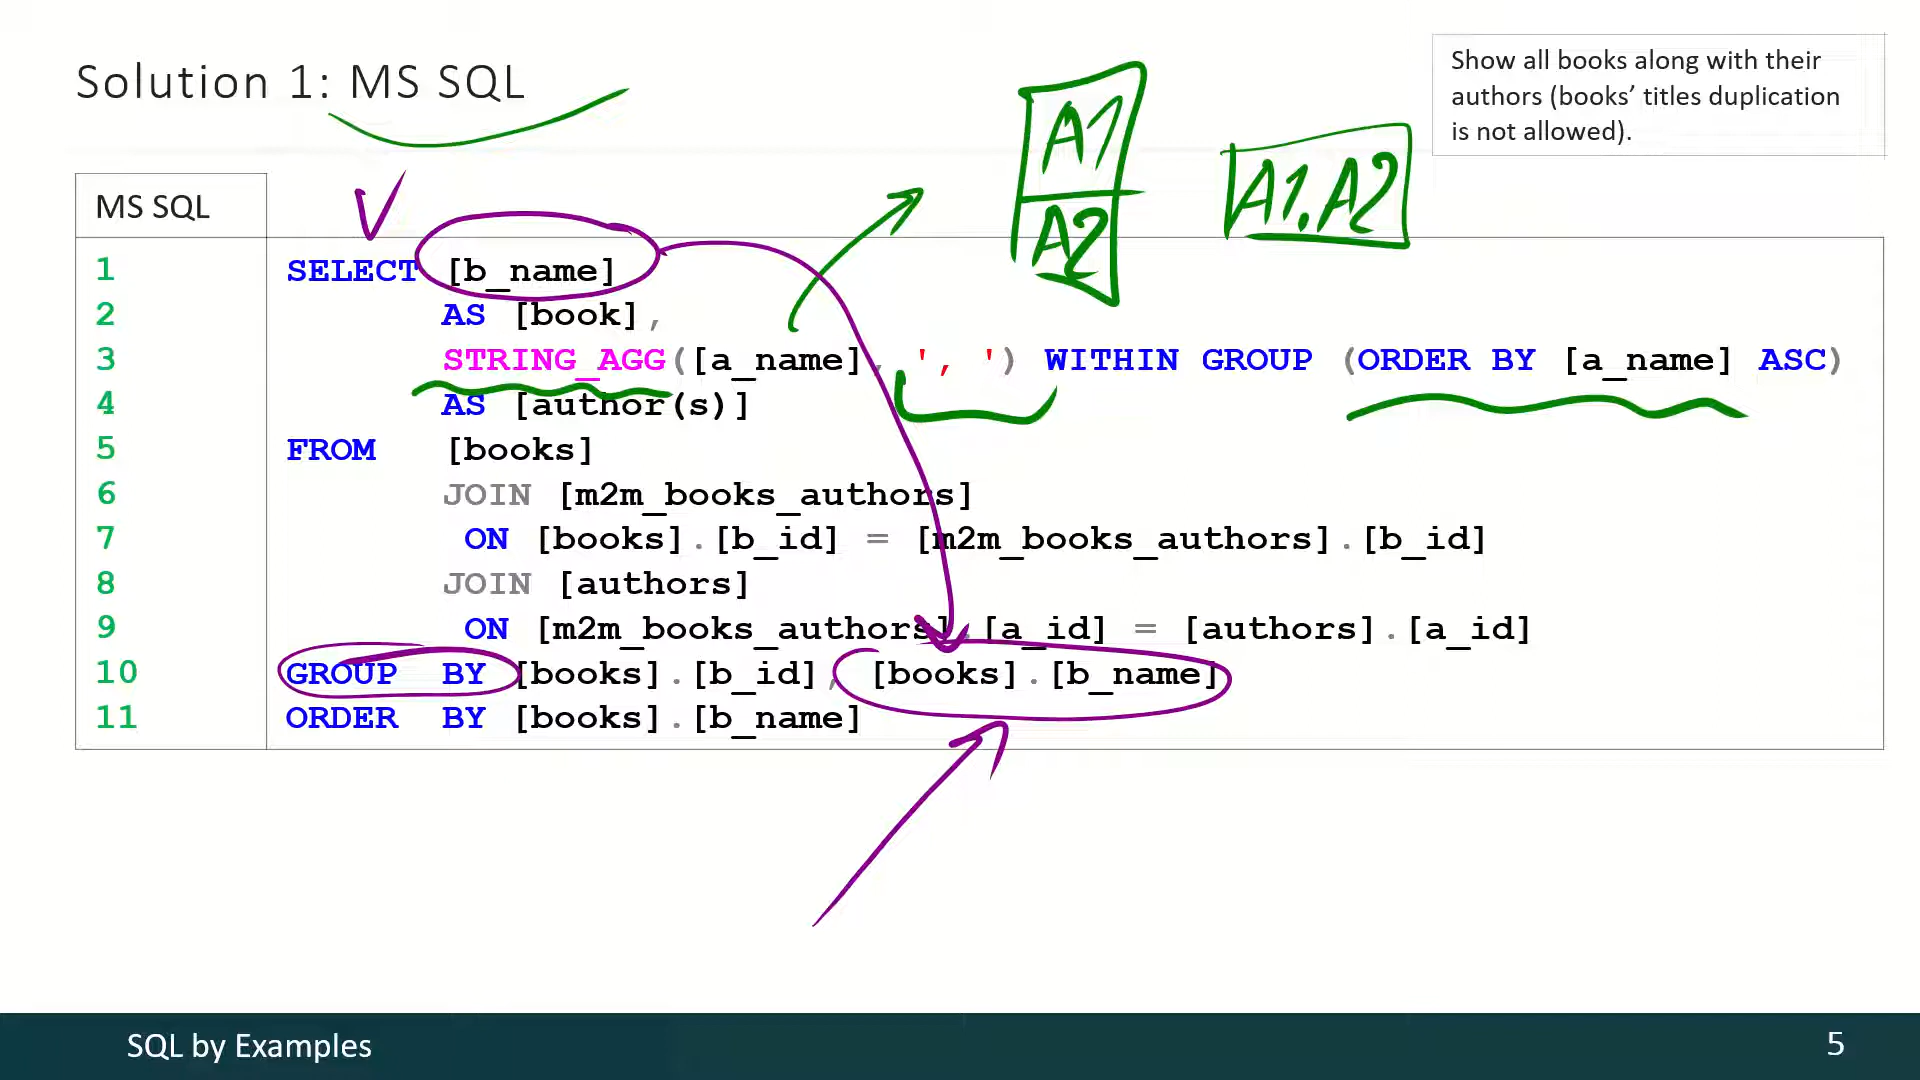 Solution 1: MS SQL
Show all books along with their
authors (books’ titles duplication
is not allowed).
A1
A2
A1, A2
MS SQL
1 SELECT [b_name]
2 AS [book],
3 STRING_AGG([a_name], ', ') WITHIN GROUP (ORDER BY [a_name] ASC)
4 AS [author(s)]
5 FROM [books]
6 JOIN [m2m_books_authors]
7 ON [books].[b_id] = [m2m_books_authors].[b_id]
8 JOIN [authors]
9 ON [m2m_books_authors].[a_id] = [authors].[a_id]
10 GROUP BY [books].[b_id], [books].[b_name]
11 ORDER BY [books].[b_name]
SQL by Examples
5